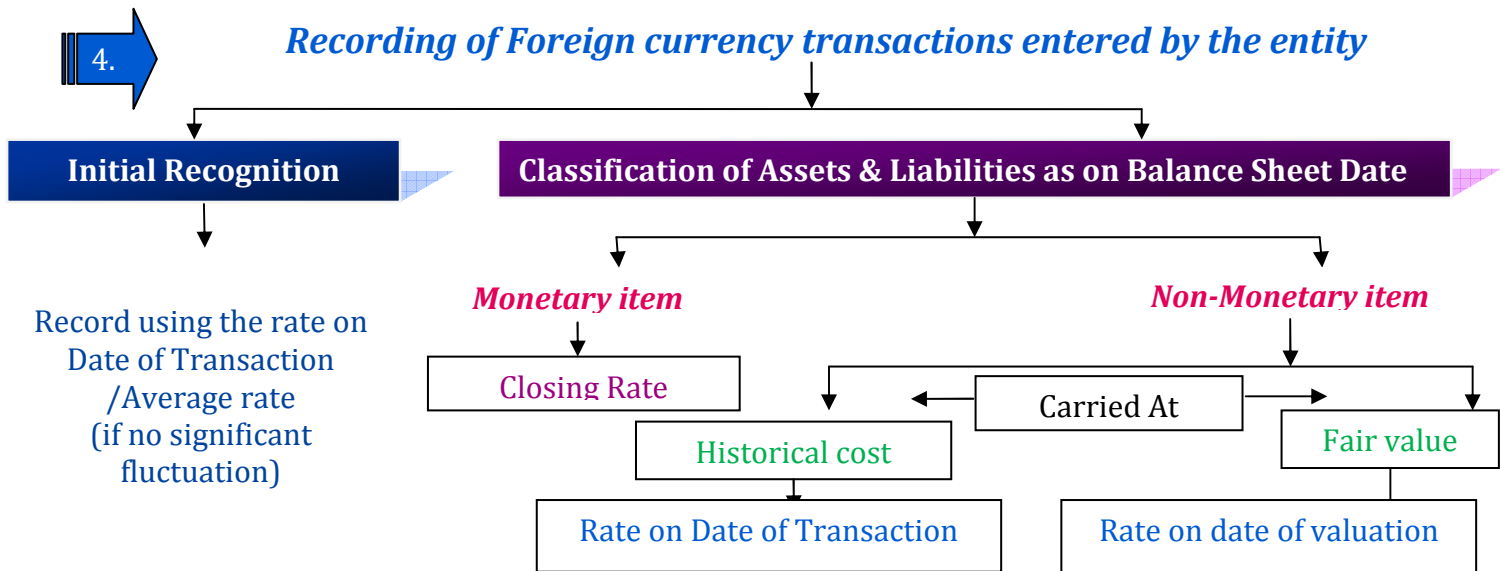 4.
Recording of Foreign currency transactions entered by the entity
Initial Recognition
Classification of Assets & Liabilities as on Balance Sheet Date
Record using the rate on
Date of Transaction
/Average rate
(if no significant
fluctuation)
Monetary item
Non-Monetary item
Closing Rate
Carried At
Historical cost
Fair value
Rate on Date of Transaction
Rate on date of valuation